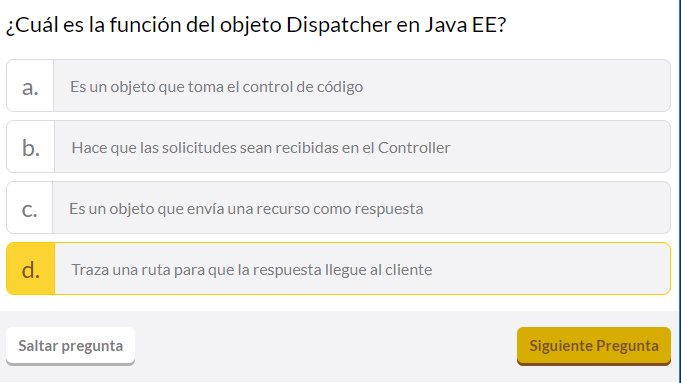 ¿Cuál es la función del objeto Dispatcher en Java EE?
a. Es un objeto que toma el control de código
b. Hace que las solicitudes sean recibidas en el Controller
c. Es un objeto que envía una recurso como respuesta
d. Traza una ruta para que la respuesta llegue al cliente
Saltar pregunta Siguiente Pregunta